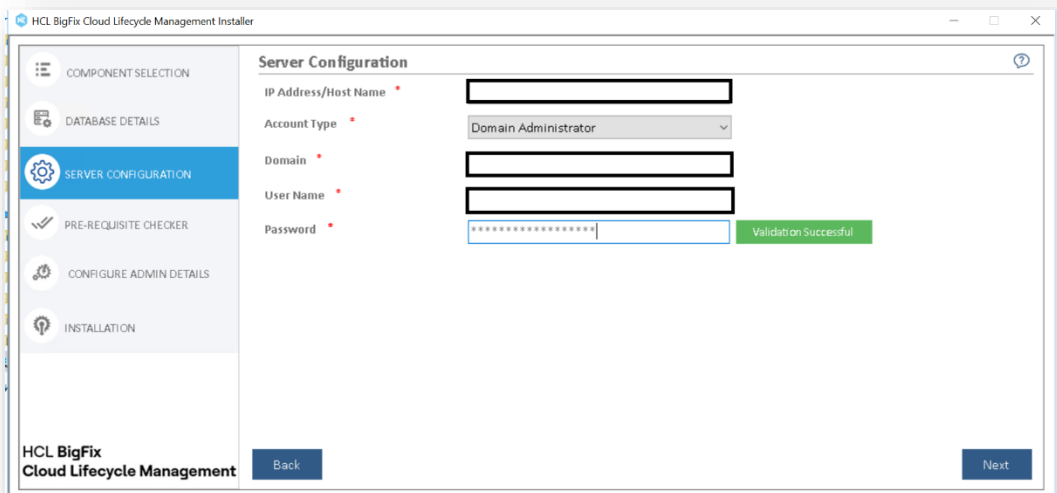 HCL BigFix Cloud Lifecycle Management Installer
COMPONENT SELECTION
DATABASE DETAILS
SERVER CONFIGURATION
PRE-REQUISITE CHECKER
CONFIGURE ADMIN DETAILS
INSTALLATION
HCL BigFix
Cloud Lifecycle Management
Server Configuration
IP Address/Host Name *
Account Type * Domain Administrator
Domain *
User Name *
Password * ****************** Validation Successful
Back Next